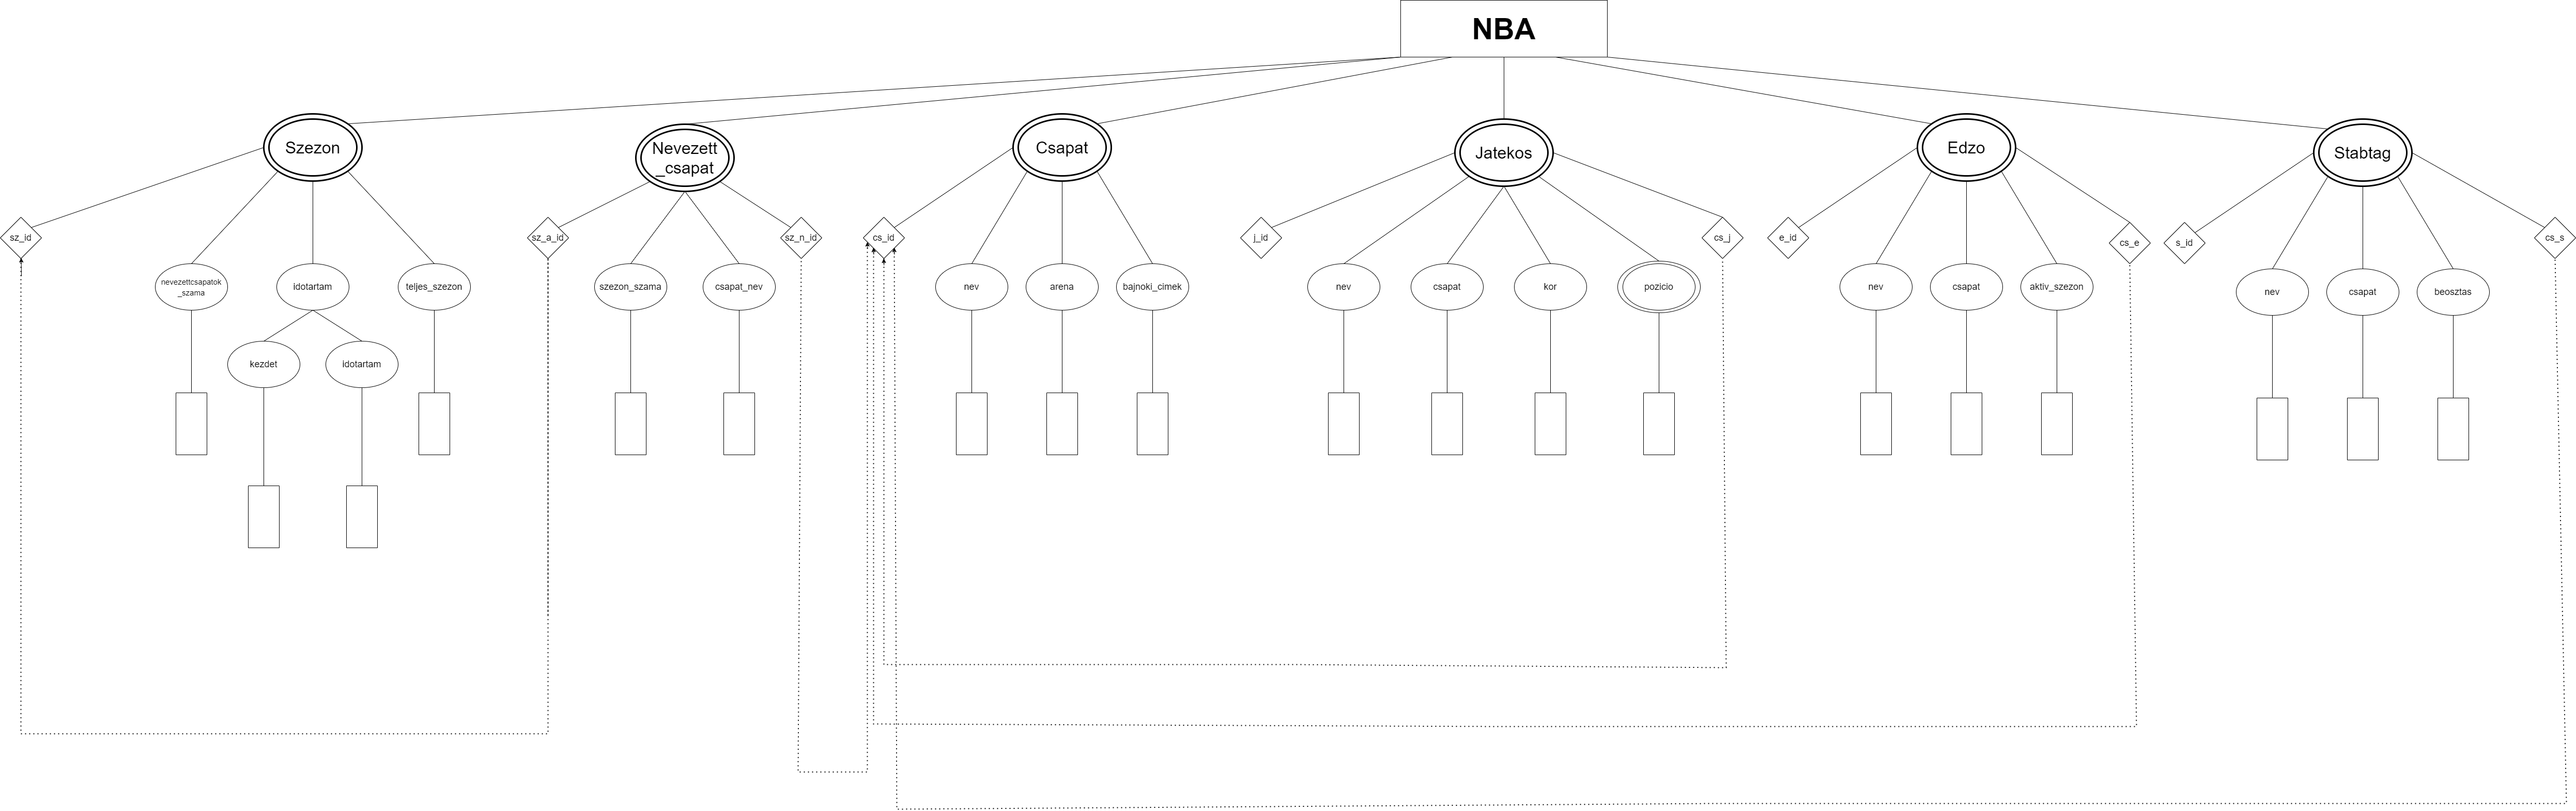 NBA
Szezon
Nevezett
_csapat
Csapat
Jatekos
Edzo
Stabtag
sz_id
sz_a_id
sz_n_id
cs_id
j_id
cs_j
e_id
cs_e
s_id
cs_s
nevezettcsapatok
_szama
idotartam
teljes_szezon
szezon_szama
csapat_nev
nev
arena
bajnoki_cimek
nev
csapat
kor
pozicio
nev
csapat
aktiv_szezon
nev
csapat
beosztas
kezdet
idotartam